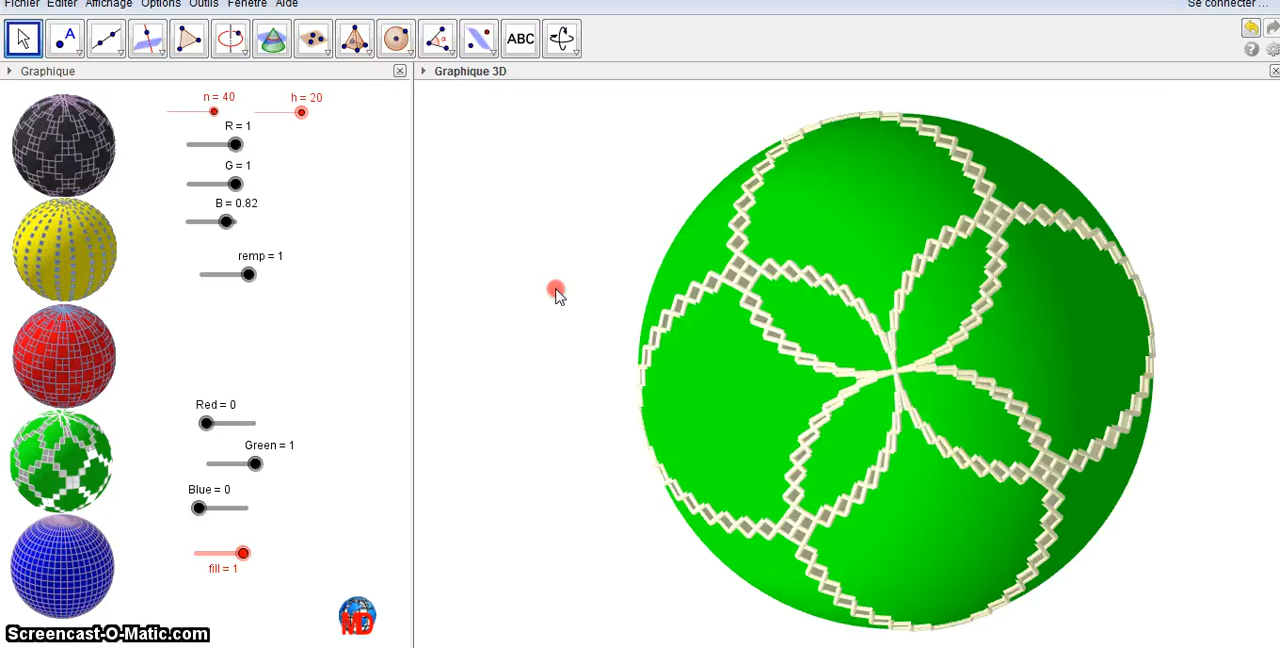 Fichier Editer Affichage Options Outils Fenêtre Aide
Se connecter ...
A
ABC
Graphique
Graphique 3D
n = 40
h = 20
R = 1
G = 1
B = 0.82
remp = 1
Red = 0
Green = 1
Blue = 0
fill = 1
MD
Screencast-O-Matic.com